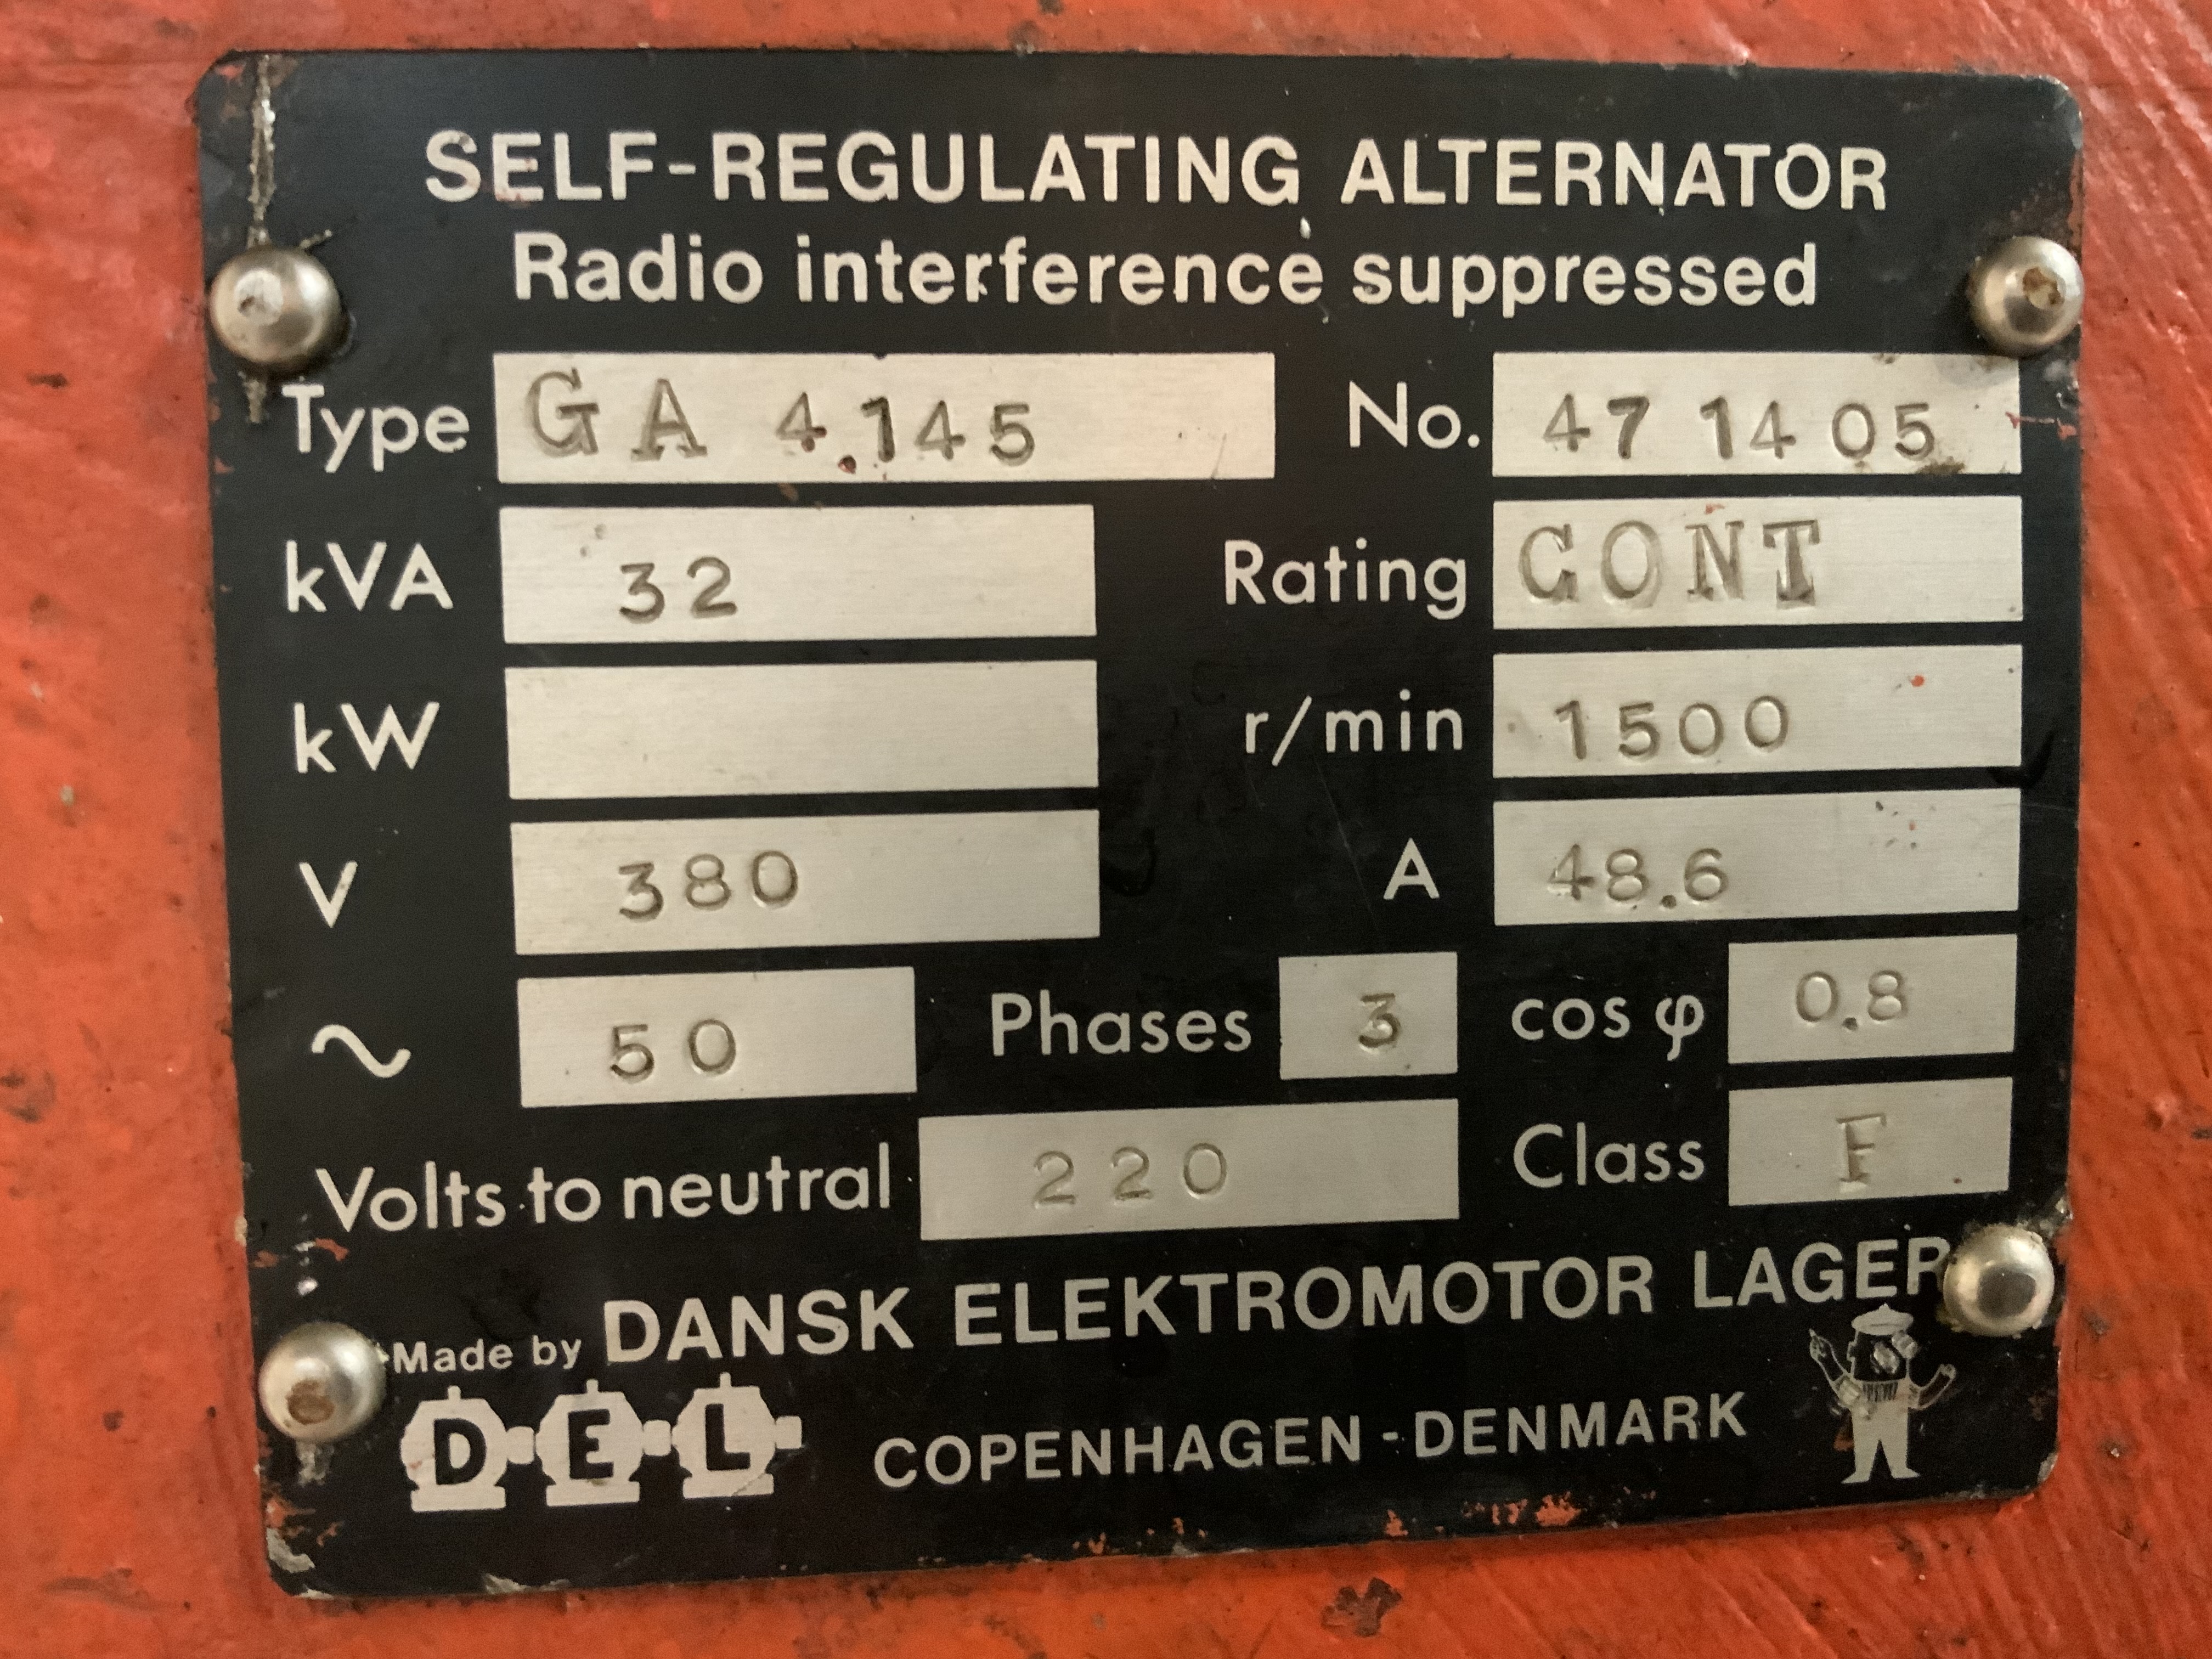 SELF-REGULATING ALTERNATOR
Radio interference suppressed
Type GA 4.145 No. 47 14 05
kVA 32 Rating CONT
kW r/min 1500
V 380 A 48.6
~ 50 Phases 3 cos φ 0.8
Volts to neutral 220 Class F
Made by DANSK ELEKTROMOTOR LAGER
D-E-L COPENHAGEN-DENMARK